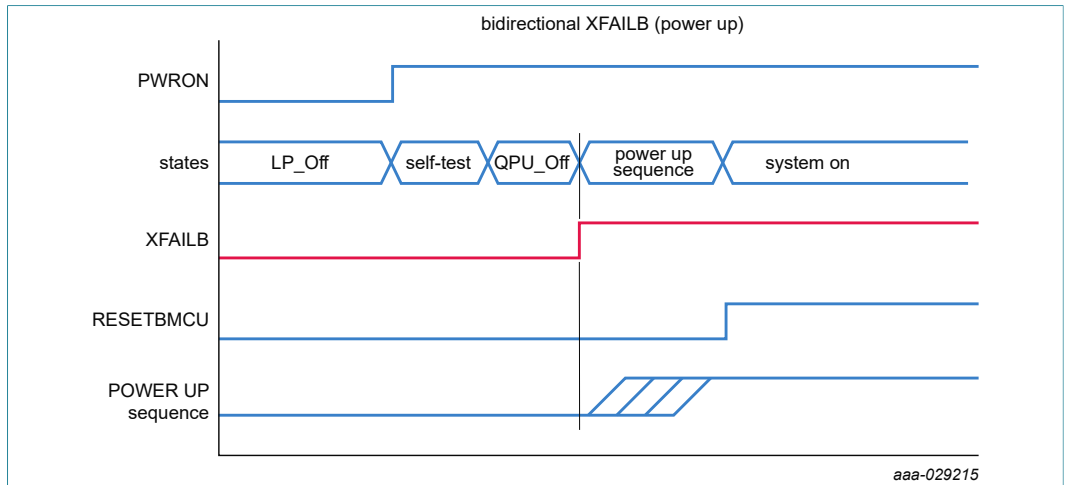 bidirectional XFAILB (power up)
PWRON
states
LP_Off
self-test
QPU_Off
power up
sequence
system on
XFAILB
RESETBMCU
POWER UP
sequence
aaa-029215